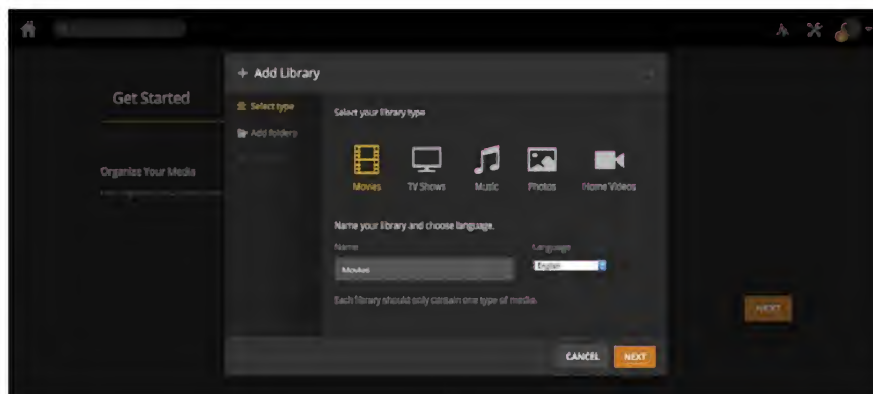 Get Started
Organize Your Media
+ Add Library
Select type
Add folders
Select your library type
Movies
TV Shows
Music
Photos
Home Videos
Name your library and choose language.
Name
Language
Movies
English
Each library should only contain one type of media.
CANCEL
NEXT
NEXT